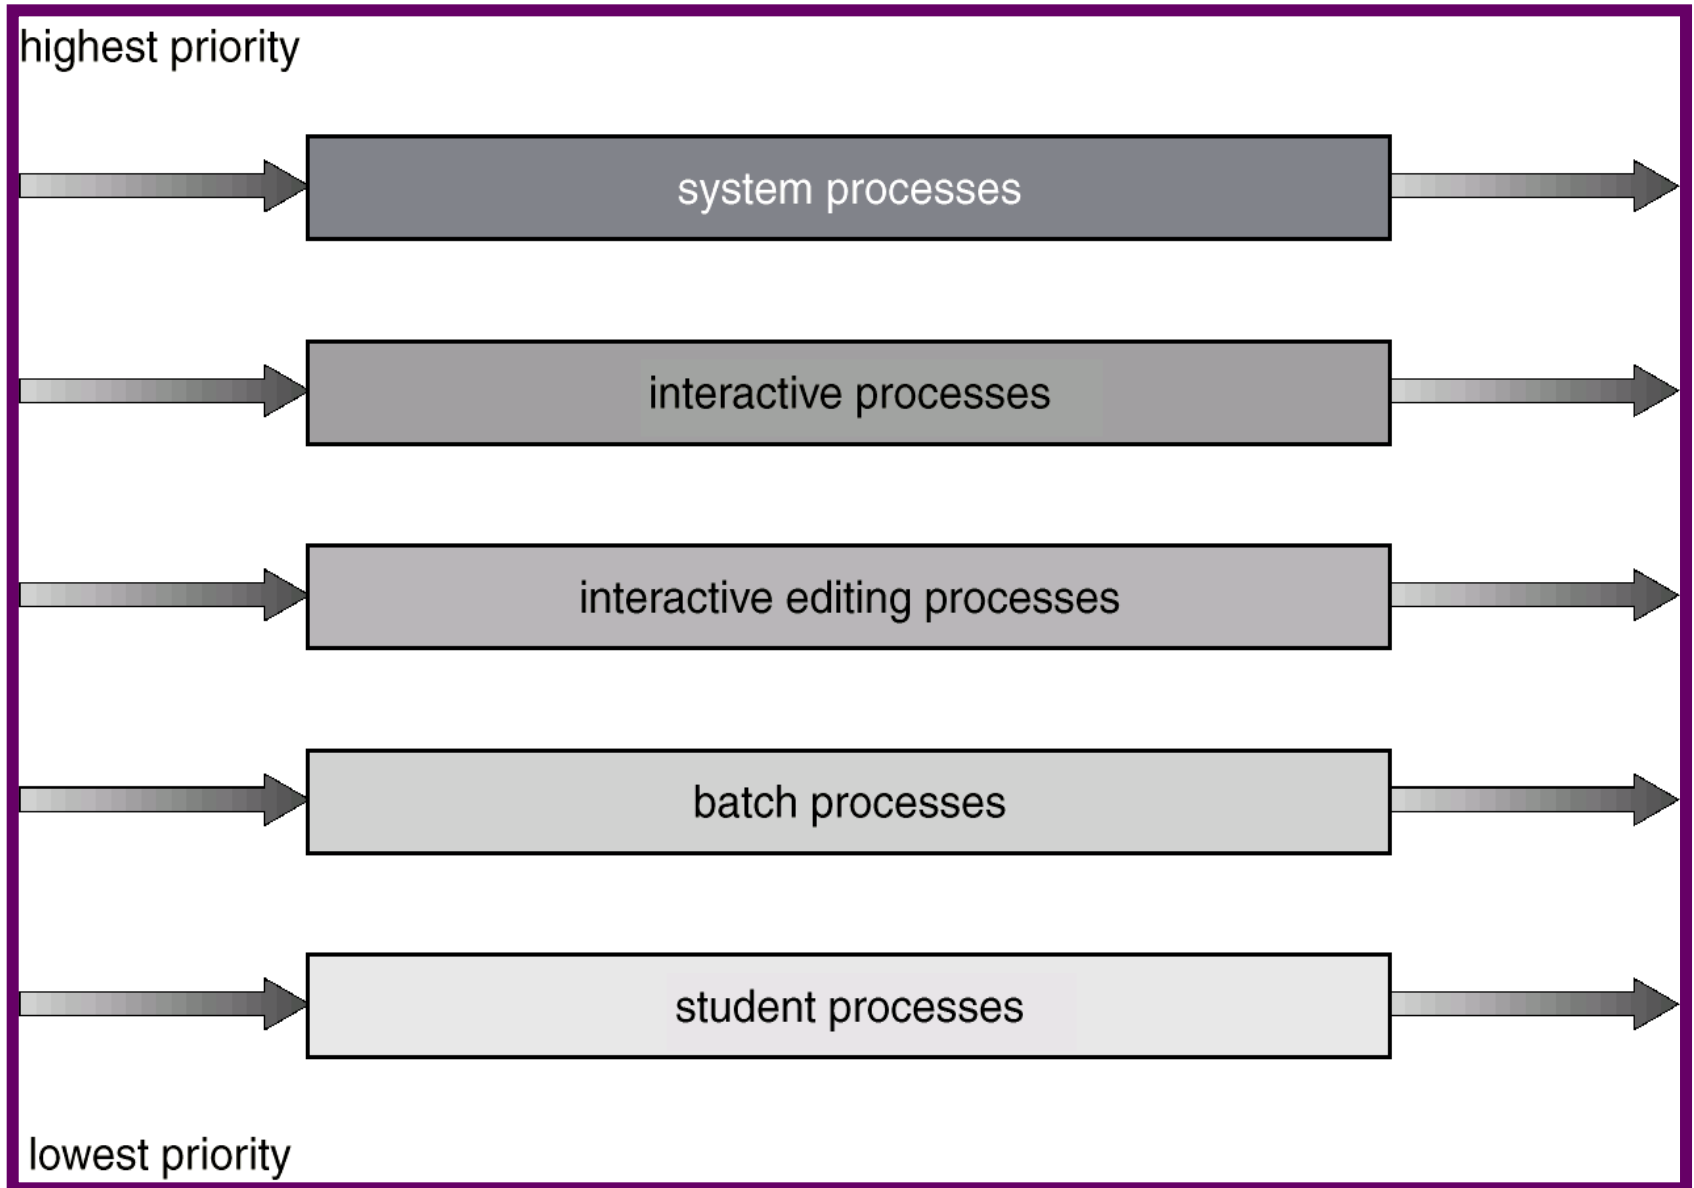 highest priority
system processes
interactive processes
interactive editing processes
batch processes
student processes
lowest priority